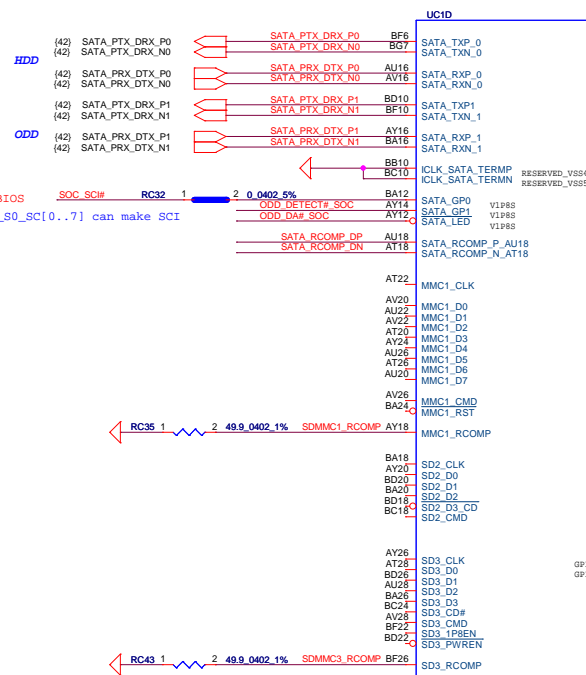 UC1D
HDD
{42} SATA_PTX_DRX_P0 SATA_PTX_DRX_P0 BF6 SATA_TXP_0
{42} SATA_PTX_DRX_N0 SATA_PTX_DRX_N0 BG7 SATA_TXN_0
{42} SATA_PRX_DTX_P0 SATA_PRX_DTX_P0 AU16 SATA_RXP_0
{42} SATA_PRX_DTX_N0 SATA_PRX_DTX_N0 AV16 SATA_RXN_0
{42} SATA_PTX_DRX_P1 SATA_PTX_DRX_P1 BD10 SATA_TXP1
{42} SATA_PTX_DRX_N1 SATA_PTX_DRX_N1 BF10 SATA_TXN_1
ODD
{42} SATA_PRX_DTX_P1 SATA_PRX_DTX_P1 AY16 SATA_RXP_1
{42} SATA_PRX_DTX_N1 SATA_PRX_DTX_N1 BA16 SATA_RXN_1
BB10 ICLK_SATA_TERMP RESERVED_VSS4
BC10 ICLK_SATA_TERMN RESERVED_VSS5
BIOS SOC_SCI# RC32 1 2 0_0402_5% BA12 SATA_GP0 V1P8S
_S0_SC[0..7] can make SCI ODD_DETECT#_SOC AY14 SATA_GP1 V1P8S
ODD_DA#_SOC AY12 SATA_LED V1P8S
SATA_RCOMP_DP AU18 SATA_RCOMP_P_AU18
SATA_RCOMP_DN AT18 SATA_RCOMP_N_AT18
AT22 MMC1_CLK
AV20 MMC1_D0
AU22 MMC1_D1
AV22 MMC1_D2
AT20 MMC1_D3
AY24 MMC1_D4
AU26 MMC1_D5
AT26 MMC1_D6
AU20 MMC1_D7
AV26 MMC1_CMD
BA24 MMC1_RST
RC35 1 2 49.9_0402_1% SDMMC1_RCOMP AY18 MMC1_RCOMP
BA18 SD2_CLK
AY20 SD2_D0
BD20 SD2_D1
BA20 SD2_D2
BD18 SD2_D3_CD
BC18 SD2_CMD
AY26 SD3_CLK
AT28 SD3_D0
BD26 SD3_D1
AU28 SD3_D2
BA26 SD3_D3
BC24 SD3_CD#
AV28 SD3_CMD
BF22 SD3_1P8EN
BD22 SD3_PWREN
GP
GP
RC43 1 2 49.9_0402_1% SDMMC3_RCOMP BF26 SD3_RCOMP